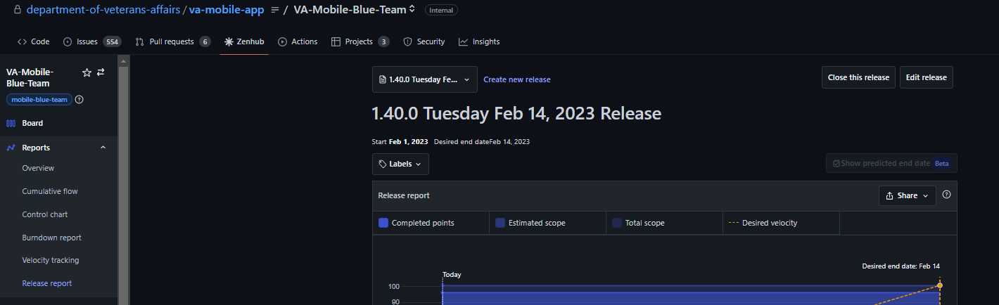 department-of-veterans-affairs / va-mobile-app / VA-Mobile-Blue-Team Internal
Code Issues 554 Pull requests 6 Zenhub Actions Projects 3 Security Insights
VA-Mobile-
Blue-Team
mobile-blue-team
Board
Reports
Overview
Cumulative flow
Control chart
Burndown report
Velocity tracking
Release report
1.40.0 Tuesday Fe... Create new release Close this release Edit release
1.40.0 Tuesday Feb 14, 2023 Release
Start Feb 1, 2023 Desired end dateFeb 14, 2023
Labels Show predicted end date Beta
Release report Share
Completed points Estimated scope Total scope Desired velocity
Desired end date: Feb 14
Today
100
90